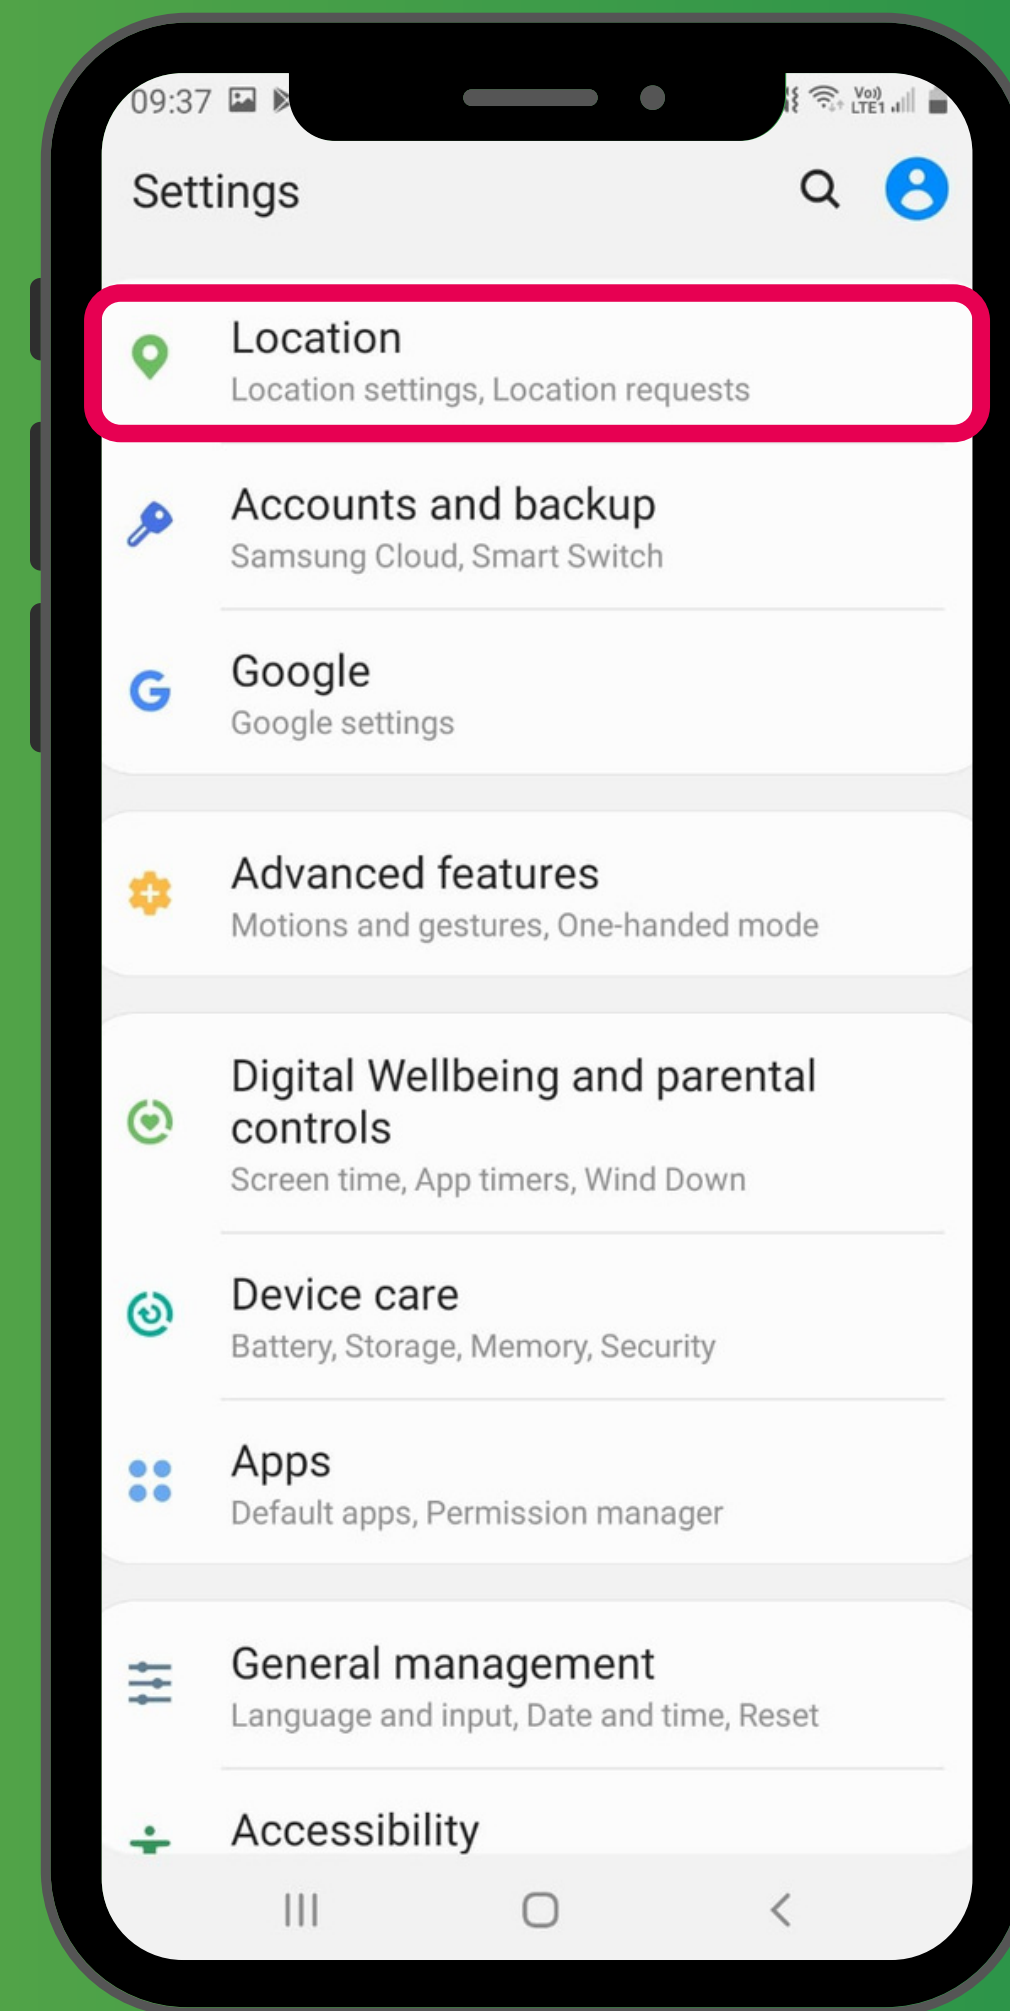 09:37
Vo))
LTE1
Settings
Location
Location settings, Location requests
Accounts and backup
Samsung Cloud, Smart Switch
G
Google
Google settings
Advanced features
Motions and gestures, One-handed mode
Digital Wellbeing and parental
controls
Screen time, App timers, Wind Down
Device care
Battery, Storage, Memory, Security
Apps
Default apps, Permission manager
General management
Language and input, Date and time, Reset
Accessibility